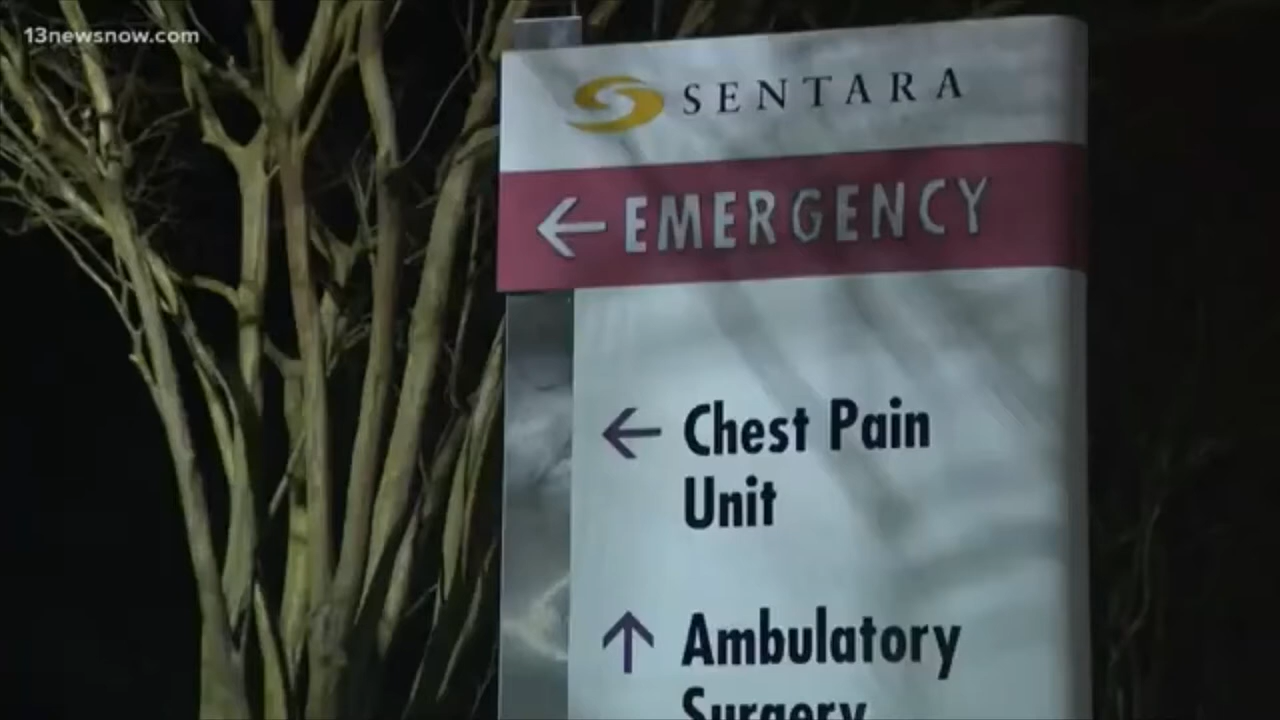 13newsnow.com
SENTARA
← EMERGENCY
← Chest Pain
Unit
↑ Ambulatory
Surgery